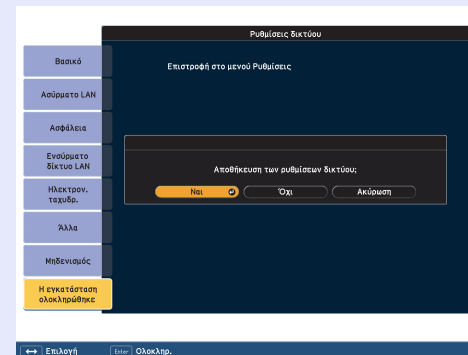 Ρυθμίσεις δικτύου
Βασικό
Επιστροφή στο μενού Ρυθμίσεις
Ασύρματο LAN
Ασφάλεια
Ενσύρματο
δίκτυο LAN
Αποθήκευση των ρυθμίσεων δικτύου;
Ηλεκτρον.
ταχυδρ.
Ναι
Όχι
Ακύρωση
Άλλα
Μηδενισμός
Η εγκατάσταση
ολοκληρώθηκε
Επιλογή
Enter
Ολοκληρ.